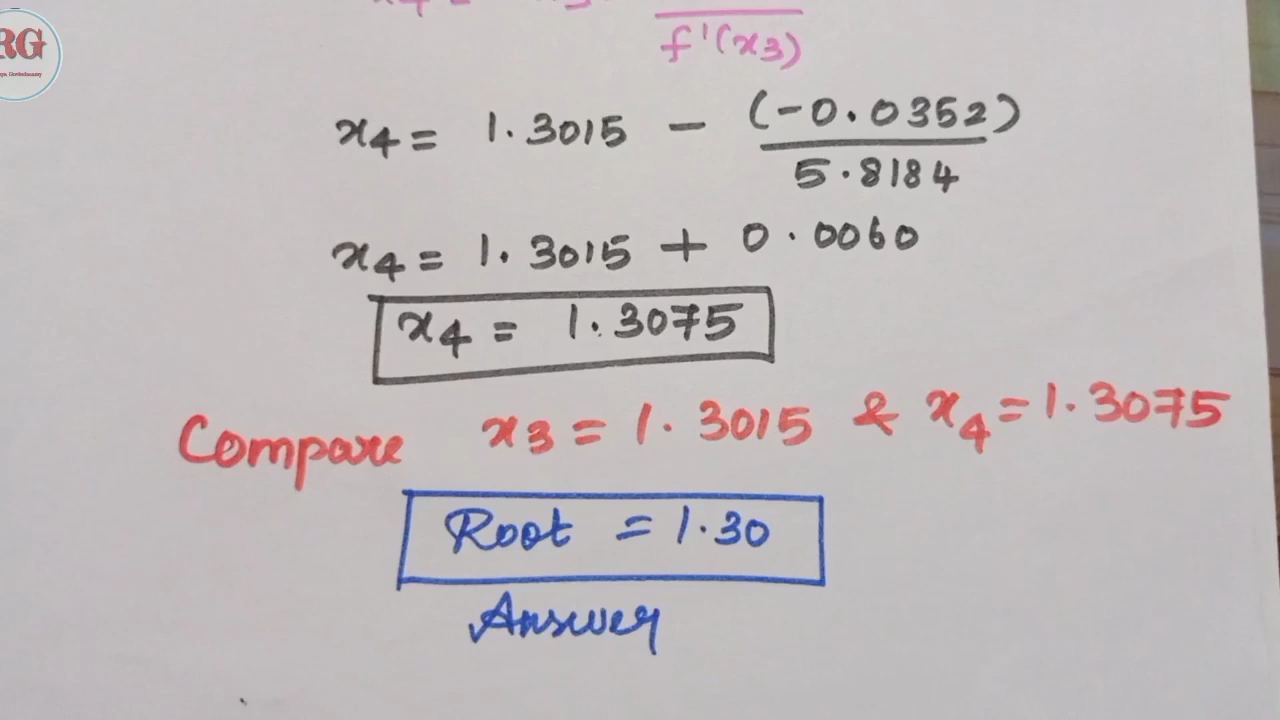 RG
f'(x3)
x4 = 1.3015 - (-0.0352)
5.8184
x4 = 1.3015 + 0.0060
x4 = 1.3075
Compare x3 = 1.3015 & x4 = 1.3075
Root = 1.30
Answer